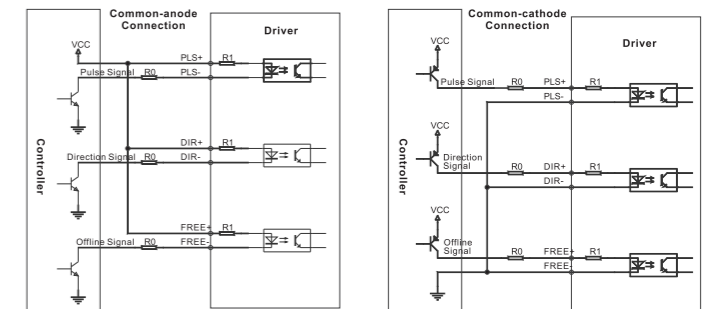 Common-anode
Connection
Driver
VCC
PLS+ R1
Pulse Signal R0 PLS-
DIR+ R1
Direction Signal R0 DIR-
FREE+ R1
Offline Signal R0 FREE-
Controller
Common-cathode
Connection
Driver
VCC
Pulse Signal R0 PLS+ R1
PLS-
VCC
Direction
Signal
R0 DIR+ R1
DIR-
VCC
Offline
Signal
R0 FREE+ R1
FREE-
Controller